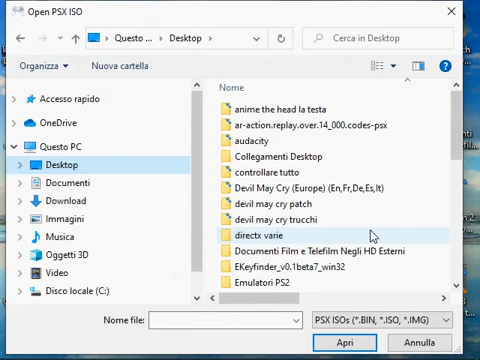 Open PSX ISO
Questo ... > Desktop >
Cerca in Desktop
Organizza
Nuova cartella
Accesso rapido
OneDrive
Questo PC
Desktop
Documenti
Download
Immagini
Musica
Oggetti 3D
Video
Disco locale (C:)
Nome
anime the head la testa
ar-action.replay.over.14_000.codes-psx
audacity
Collegamenti Desktop
controllare tutto
Devil May Cry (Europe) (En,Fr,De,Es,It)
devil may cry patch
devil may cry trucchi
directx varie
Documenti Film e Telefilm Negli HD Esterni
EKeyfinder_v0.1beta7_win32
Emulatori PS2
Nome file:
PSX ISOs (*.BIN, *.ISO, *.IMG)
Apri
Annulla